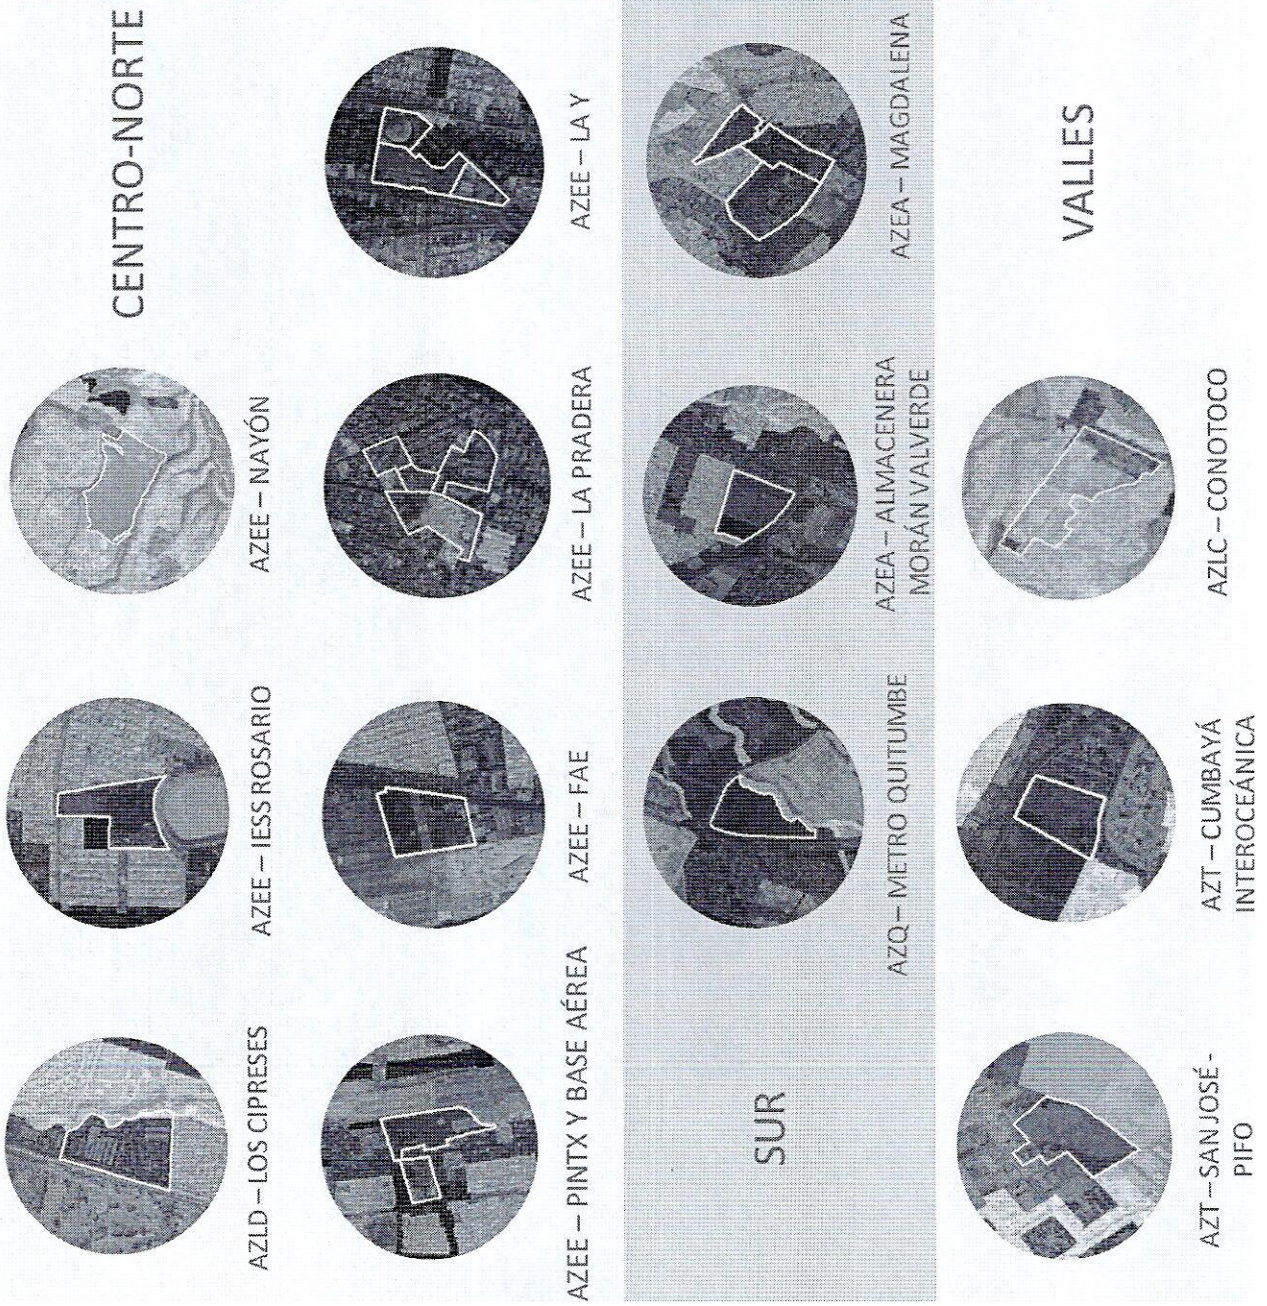 CENTRO-NORTE
AZLD – LOS CIPRESES
AZEE – IESS ROSARIO
AZEE – NAYÓN
AZEE – PINTX Y BASE AÉREA
AZEE – FAE
AZEE – LA PRADERA
AZEE – LA Y
SUR
AZQ – METRO QUITUMBE
AZEA – ALMACENERA
MORÁN VALVERDE
AZEA – MAGDALENA
AZT – SAN JOSÉ -
PIFO
AZT – CUMBAYÁ
INTEROCEÁNICA
AZLC – CONOTOCO
VALLES